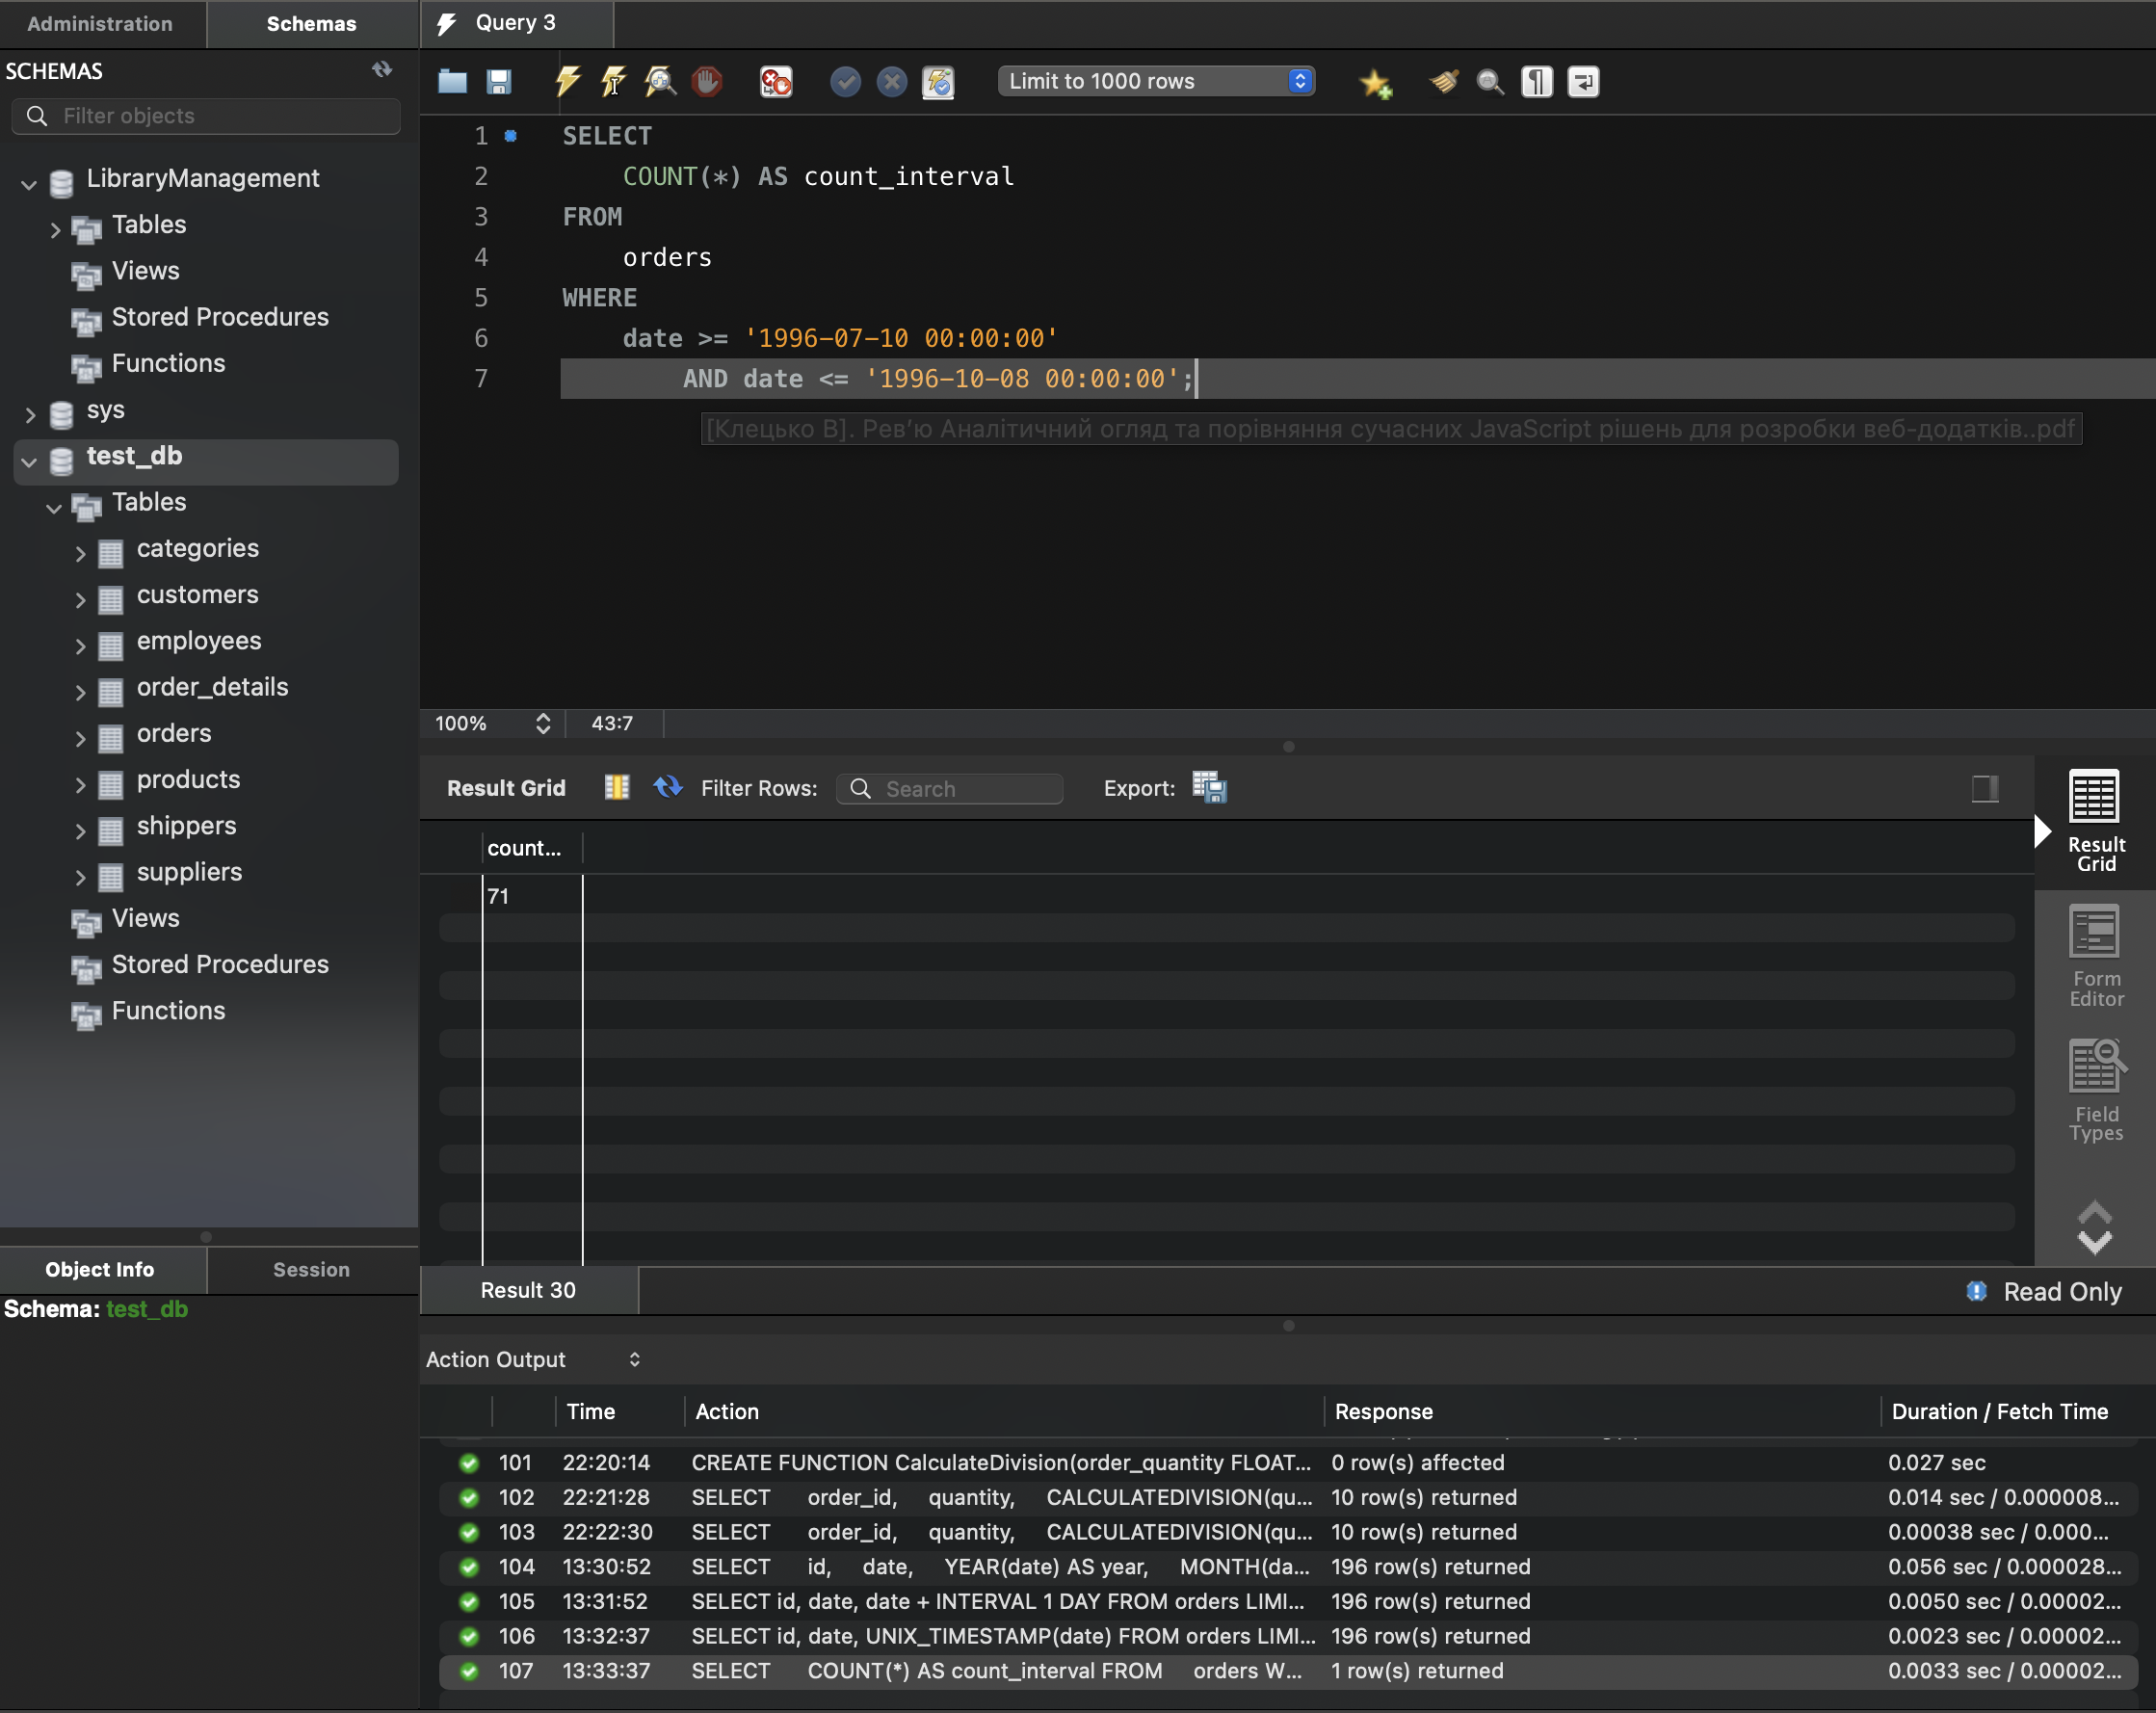 Administration
Schemas
SCHEMAS
Filter objects
LibraryManagement
Tables
Views
Stored Procedures
Functions
sys
test_db
Tables
categories
customers
employees
order_details
orders
products
shippers
suppliers
Views
Stored Procedures
Functions
Object Info
Session
Schema: test_db
Query 3
Limit to 1000 rows
1 SELECT
2 COUNT(*) AS count_interval
3 FROM
4 orders
5 WHERE
6 date >= '1996-07-10 00:00:00'
7 AND date <= '1996-10-08 00:00:00';
[Клецько В]. Рев'ю Аналітичний огляд та порівняння сучасних JavaScript рішень для розробки веб-додатків..pdf
100% 43:7
Result Grid Filter Rows: Search Export:
count...
71
Result Grid
Form Editor
Field Types
Result 30
Read Only
Action Output
Time Action Response Duration / Fetch Time
101 22:20:14 CREATE FUNCTION CalculateDivision(order_quantity FLOAT... 0 row(s) affected 0.027 sec
102 22:21:28 SELECT order_id, quantity, CALCULATEDIVISION(qu... 10 row(s) returned 0.014 sec / 0.000008...
103 22:22:30 SELECT order_id, quantity, CALCULATEDIVISION(qu... 10 row(s) returned 0.00038 sec / 0.000...
104 13:30:52 SELECT id, date, YEAR(date) AS year, MONTH(da... 196 row(s) returned 0.056 sec / 0.000028...
105 13:31:52 SELECT id, date, date + INTERVAL 1 DAY FROM orders LIMI... 196 row(s) returned 0.0050 sec / 0.00002...
106 13:32:37 SELECT id, date, UNIX_TIMESTAMP(date) FROM orders LIMI... 196 row(s) returned 0.0023 sec / 0.00002...
107 13:33:37 SELECT COUNT(*) AS count_interval FROM orders W... 1 row(s) returned 0.0033 sec / 0.00002...